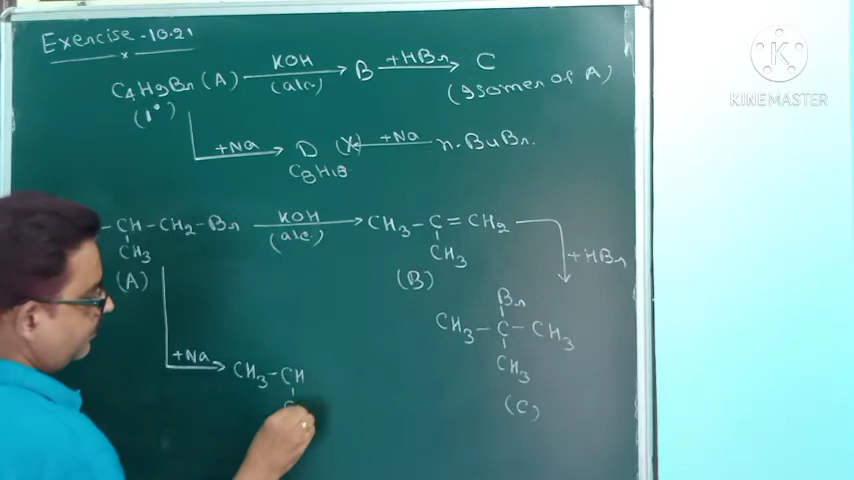 Exercise-10.21
C4H9Br (A) KOH (alc.) B +HBr C
(1°) (Isomer of A)
+Na D (X) +Na n-BuBr.
C8H18
-CH-CH2-Br KOH (alc.) CH3-C=CH2
CH3 CH3 +HBr
(A) (B)
Br
CH3-C-CH3
CH3
(C)
+Na CH3-CH
K
KINEMASTER